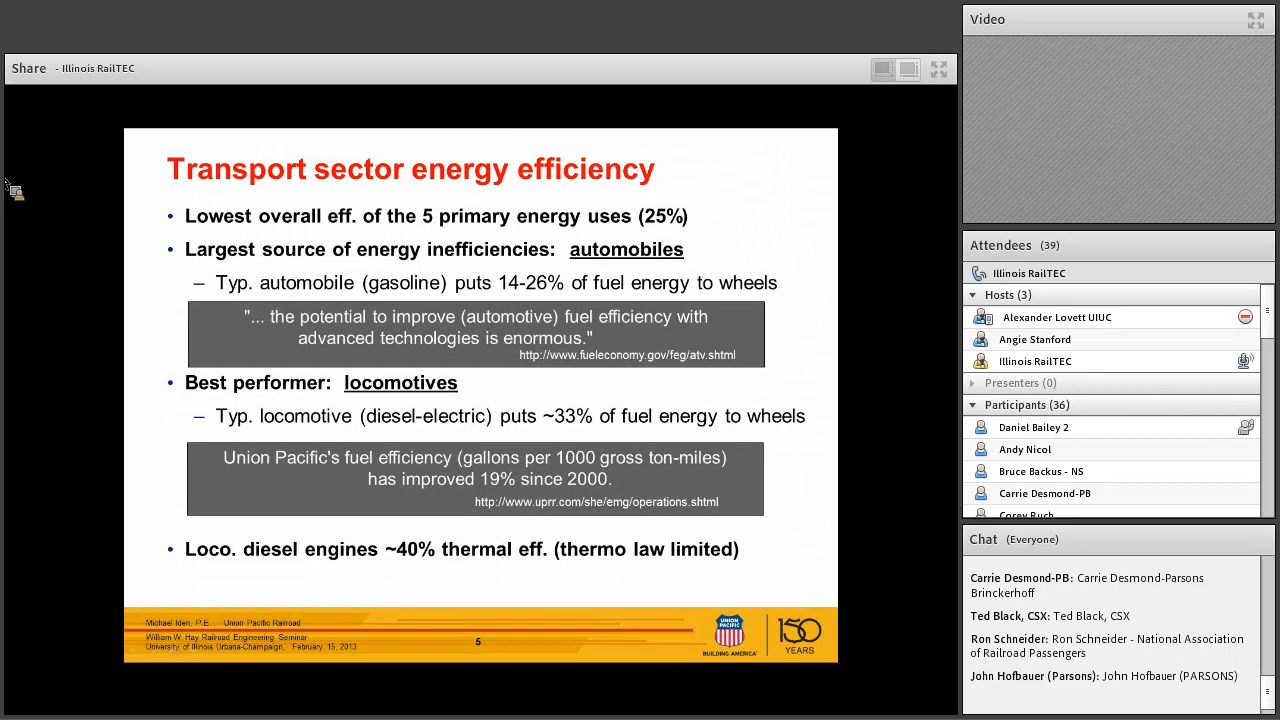 Share - Illinois RailTEC
Transport sector energy efficiency
• Lowest overall eff. of the 5 primary energy uses (25%)
• Largest source of energy inefficiencies: automobiles
– Typ. automobile (gasoline) puts 14-26% of fuel energy to wheels
"... the potential to improve (automotive) fuel efficiency with
advanced technologies is enormous."
http://www.fueleconomy.gov/feg/atv.shtml
• Best performer: locomotives
– Typ. locomotive (diesel-electric) puts ~33% of fuel energy to wheels
Union Pacific's fuel efficiency (gallons per 1000 gross ton-miles)
has improved 19% since 2000.
http://www.uprr.com/she/emg/operations.shtml
• Loco. diesel engines ~40% thermal eff. (thermo law limited)
Michael Iden, P.E., Union Pacific Railroad
William W. Hay Railroad Engineering Seminar
University of Illinois Urbana-Champaign, February 15, 2013
5
UNION
PACIFIC
BUILDING AMERICA®
150
YEARS
Video
Attendees (39)
Illinois RailTEC
Hosts (3)
Alexander Lovett UIUC
Angie Stanford
Illinois RailTEC
Presenters (0)
Participants (36)
Daniel Bailey 2
Andy Nicol
Bruce Backus - NS
Carrie Desmond-PB
Corey Ruch
Chat (Everyone)
Carrie Desmond-PB: Carrie Desmond-Parsons
Brinckerhoff
Ted Black, CSX: Ted Black, CSX
Ron Schneider: Ron Schneider - National Association
of Railroad Passengers
John Hofbauer (Parsons): John Hofbauer (PARSONS)